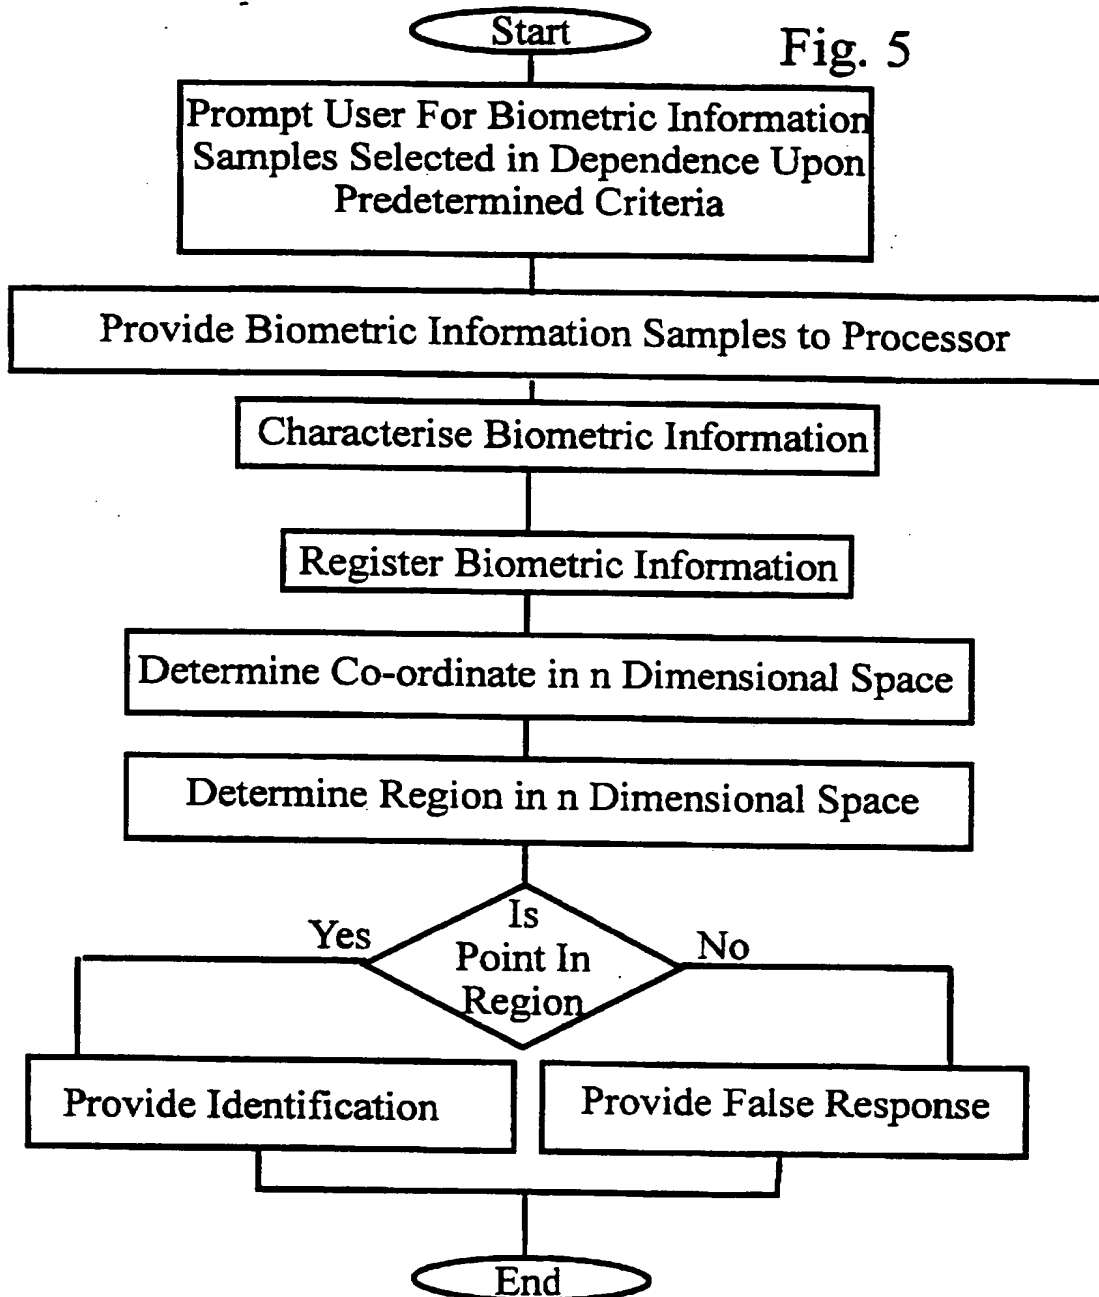 Start
Fig. 5
Prompt User For Biometric Information
Samples Selected in Dependence Upon
Predetermined Criteria
Provide Biometric Information Samples to Processor
Characterise Biometric Information
Register Biometric Information
Determine Co-ordinate in n Dimensional Space
Determine Region in n Dimensional Space
Is
Point In
Region
Yes
No
Provide Identification
Provide False Response
End